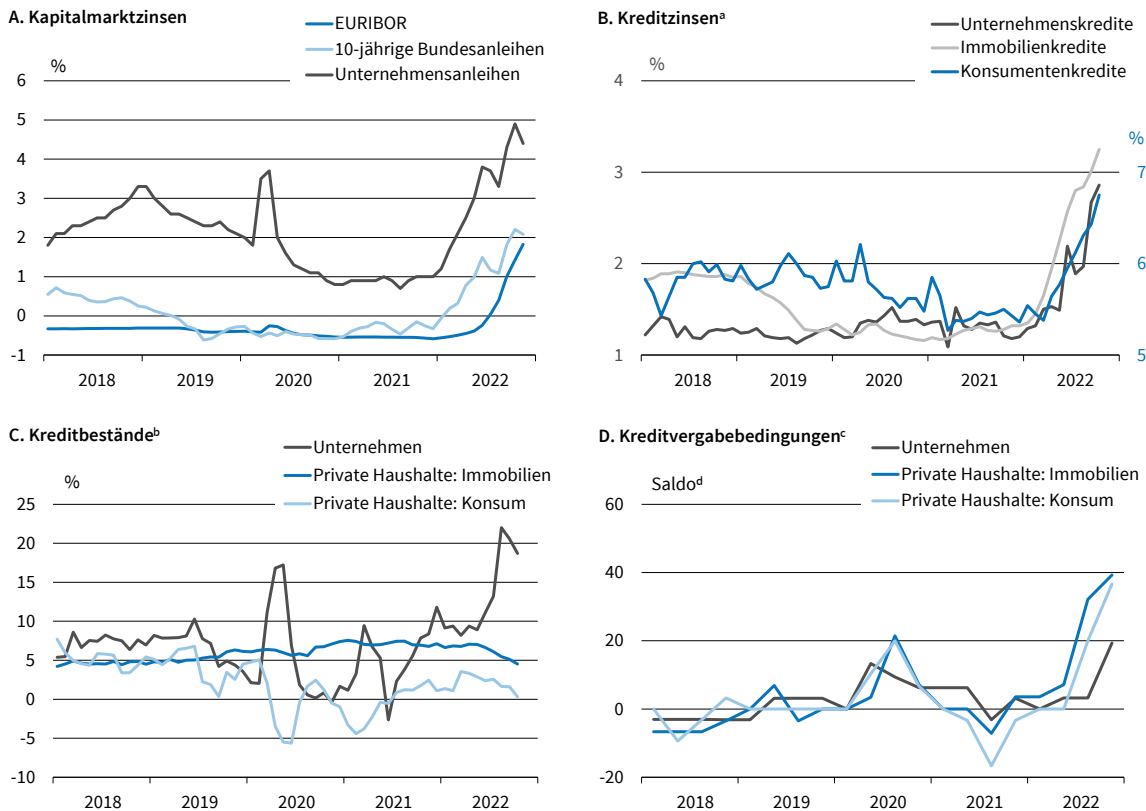 A. Kapitalmarktzinsen
EURIBOR
10-jährige Bundesanleihen
Unternehmensanleihen
%
6
5
4
3
2
1
0
-1
2018 2019 2020 2021 2022
B. Kreditzinsenᵃ
Unternehmenskredite
Immobilienkredite
Konsumentenkredite
%
4
3
2
1
%
7
6
5
2018 2019 2020 2021 2022
C. Kreditbeständeᵇ
Unternehmen
Private Haushalte: Immobilien
Private Haushalte: Konsum
%
25
20
15
10
5
0
-5
-10
2018 2019 2020 2021 2022
D. Kreditvergabebedingungenᶜ
Unternehmen
Private Haushalte: Immobilien
Private Haushalte: Konsum
Saldoᵈ
60
40
20
0
-20
2018 2019 2020 2021 2022